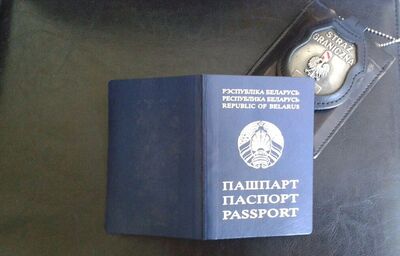 STRAŻ
GRANICZNA
РЭСПУБЛІКА БЕЛАРУСЬ
РЕСПУБЛИКА БЕЛАРУСЬ
REPUBLIC OF BELARUS
ПАШПАРТ
ПАСПОРТ
PASSPORT